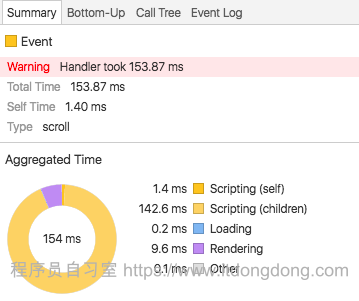 Summary Bottom-Up Call Tree Event Log
Event
Warning Handler took 153.87 ms
Total Time 153.87 ms
Self Time 1.40 ms
Type scroll
Aggregated Time
1.4 ms Scripting (self)
142.6 ms Scripting (children)
0.2 ms Loading
154 ms
9.6 ms Rendering
0.1 ms Other
程序员自习室 https://www.itdongdong.com